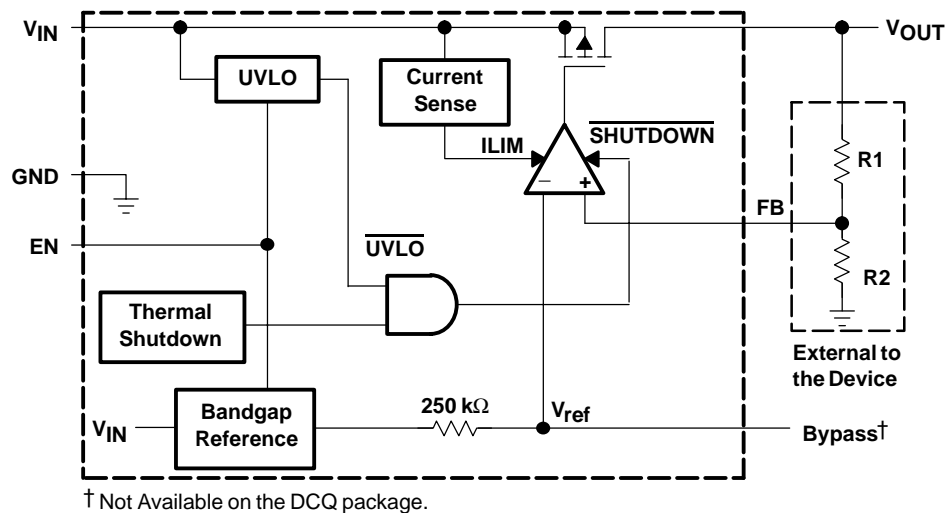 VIN
VOUT
UVLO
Current
Sense
SHUTDOWN
ILIM
R1
GND
– +
FB
EN
UVLO
R2
Thermal
Shutdown
External to
the Device
250 kΩ
Vref
VIN
Bandgap
Reference
Bypass†
† Not Available on the DCQ package.